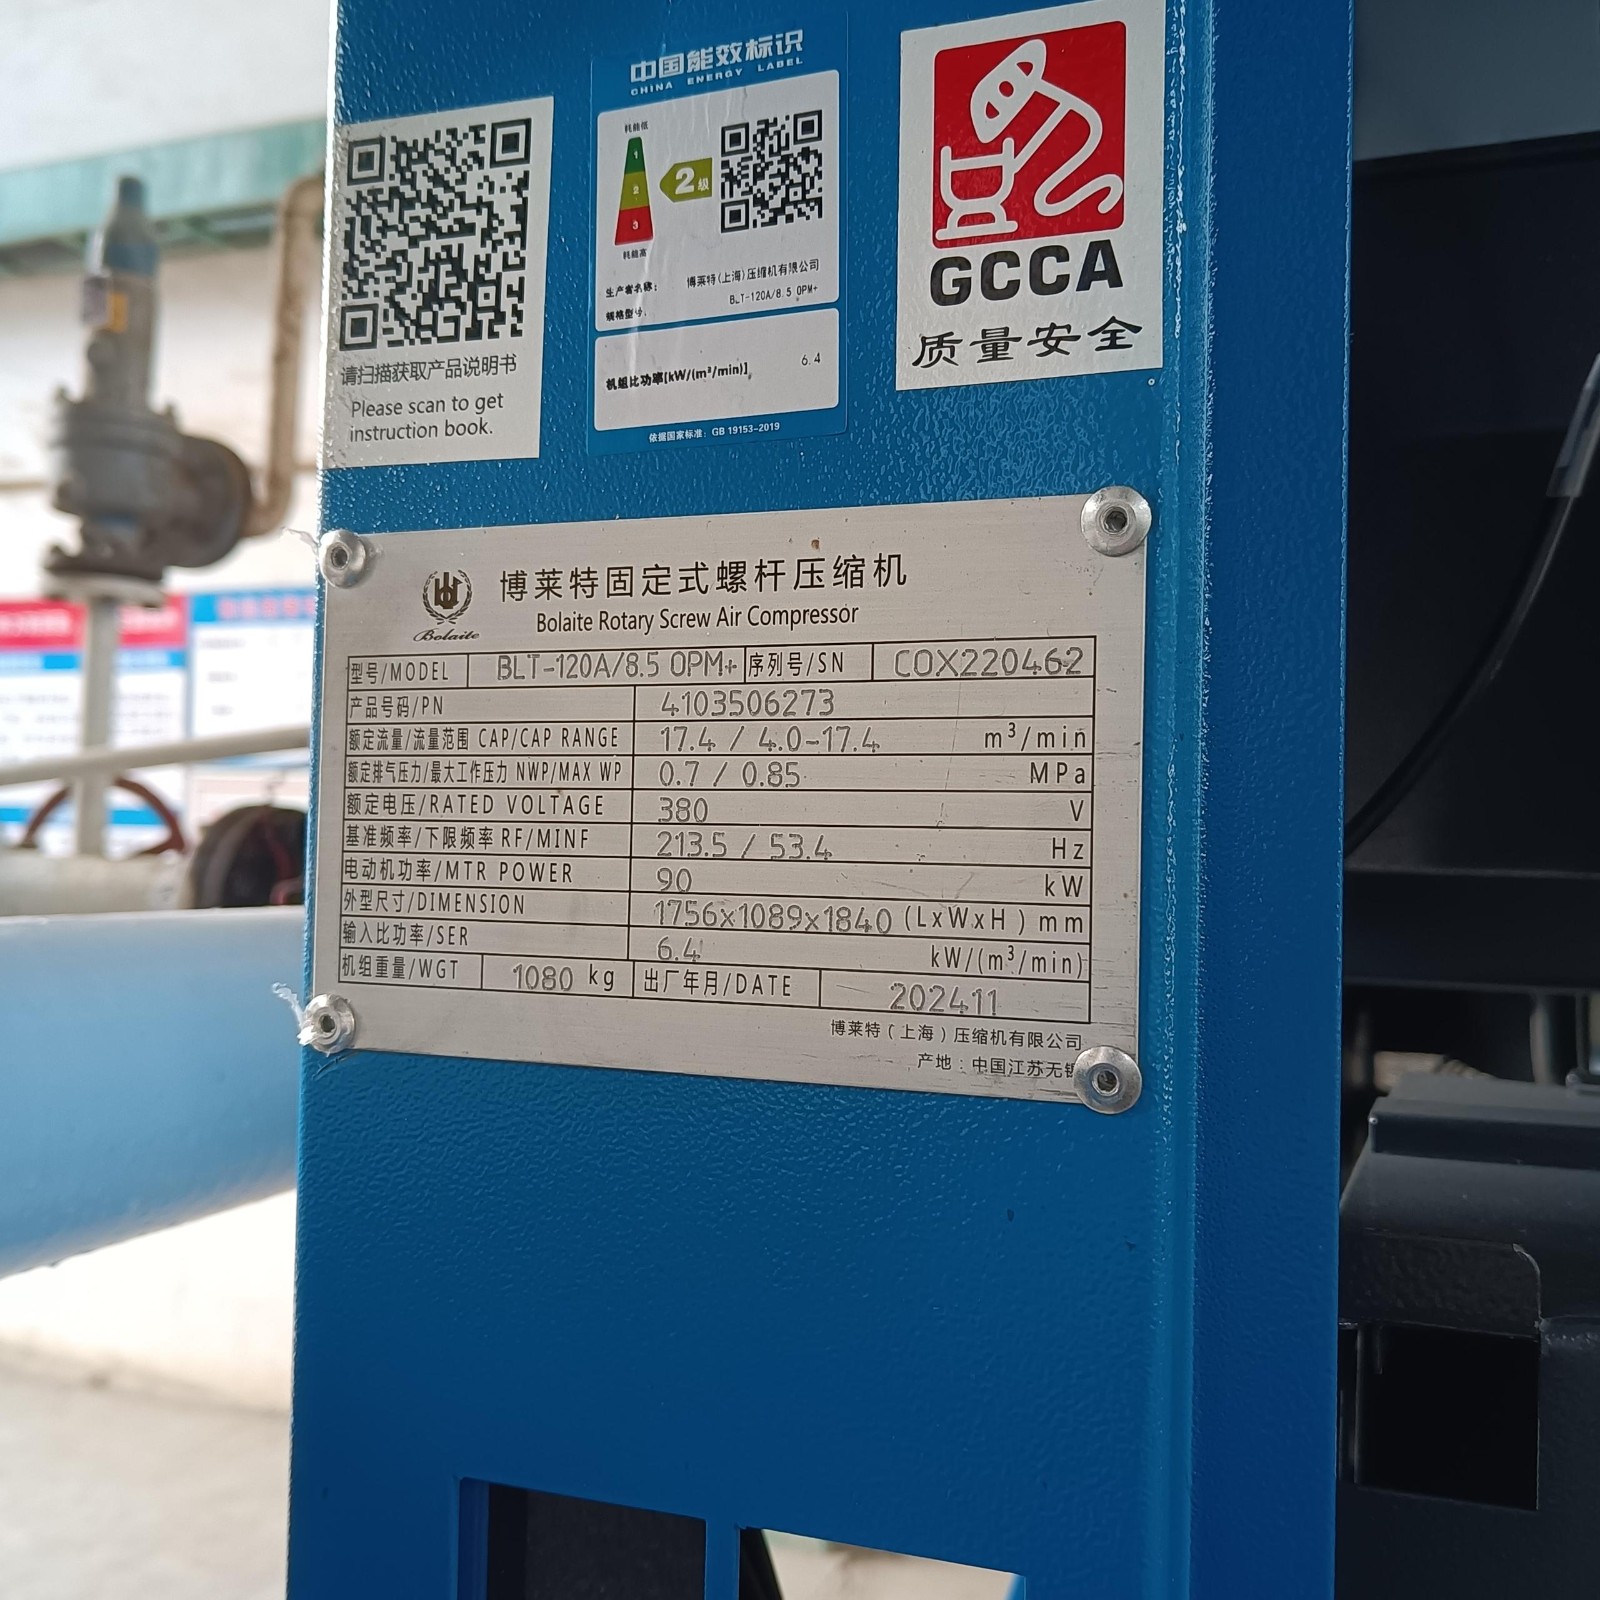 请扫描获取产品说明书
Please scan to get
instruction book.
中国能效标识
CHINA ENERGY LABEL
耗能低
1
2
3
耗能高
2级
生产者名称:
博莱特(上海)压缩机有限公司
规格型号:
BLT-120A/8.5 OPM+
机组比功率[kW/(m³/min)]
6.4
依据国家标准: GB 19153-2019
GCCA
质量安全
Bolaite
博莱特固定式螺杆压缩机
Bolaite Rotary Screw Air Compressor
型号/MODEL BLT-120A/8.5 OPM+ 序列号/SN COX220462
产品号码/PN 4103506273
额定流量/流量范围 CAP/CAP RANGE 17.4 / 4.0-17.4 m³/min
额定排气压力/最大工作压力 NWP/MAX WP 0.7 / 0.85 MPa
额定电压/RATED VOLTAGE 380 V
基准频率/下限频率 RF/MINF 213.5 / 53.4 Hz
电动机功率/MTR POWER 90 kW
外型尺寸/DIMENSION 1756x1089x1840 (LxWxH) mm
输入比功率/SER 6.4 kW/(m³/min)
机组重量/WGT 1080 kg 出厂年月/DATE 202411
博莱特(上海)压缩机有限公司
产地:中国江苏无锡